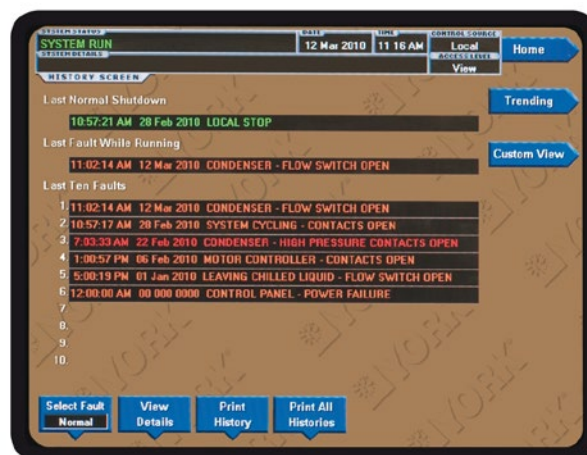 SYSTEM STATUS
SYSTEM RUN
DATE
12 Mar 2010
TIME
11 16 AM
CONTROL SOURCE
Local
Home
SYSTEM DETAILS
ACCESS LEVEL
View
HISTORY SCREEN
Last Normal Shutdown
Trending
10:57:21 AM 28 Feb 2010 LOCAL STOP
Last Fault While Running
Custom View
11:02:14 AM 12 Mar 2010 CONDENSER - FLOW SWITCH OPEN
Last Ten Faults
1. 11:02:14 AM 12 Mar 2010 CONDENSER - FLOW SWITCH OPEN
2. 10:57:17 AM 28 Feb 2010 SYSTEM CYCLING - CONTACTS OPEN
3. 7:03:33 AM 22 Feb 2010 CONDENSER - HIGH PRESSURE CONTACTS OPEN
4. 1:00:57 PM 06 Feb 2010 MOTOR CONTROLLER - CONTACTS OPEN
5. 5:00:19 PM 01 Jan 2010 LEAVING CHILLED LIQUID - FLOW SWITCH OPEN
6. 12:00:00 AM 00 000 0000 CONTROL PANEL - POWER FAILURE
7.
8.
9.
10.
YORK
YORK
YORK
YORK
Select Fault
Normal
View
Details
Print
History
Print All
Histories